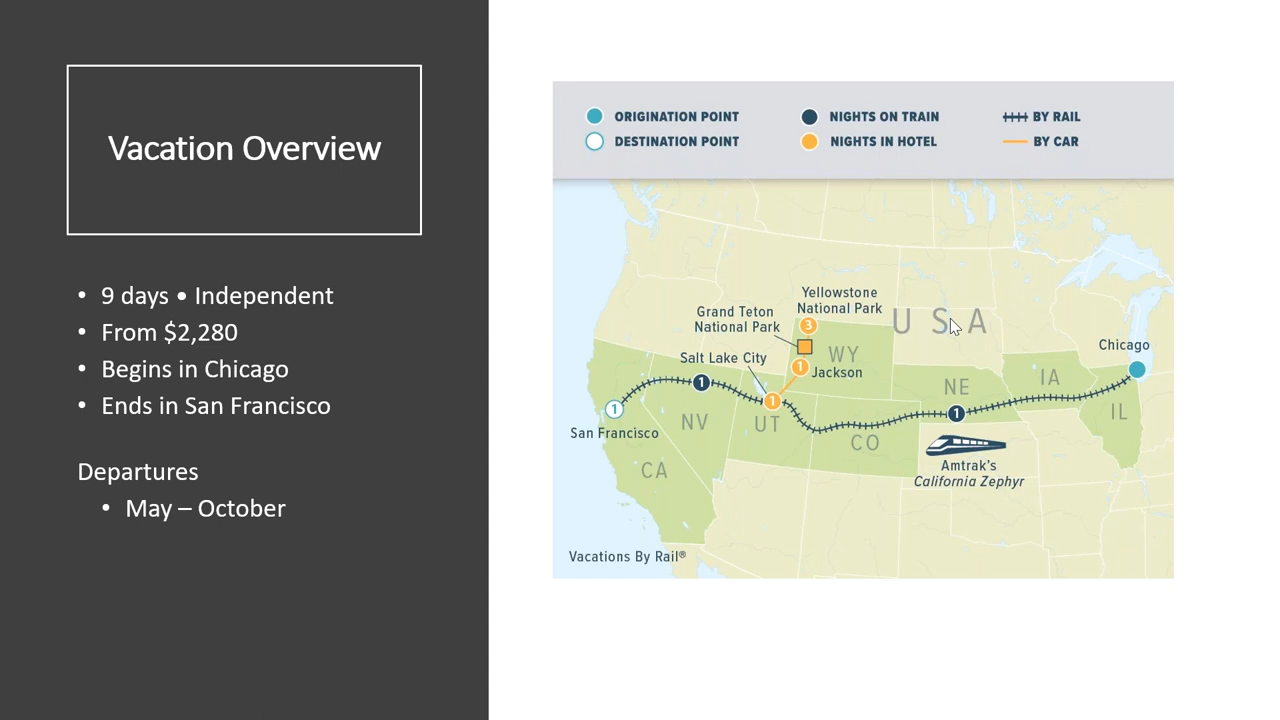 Vacation Overview
• 9 days • Independent
• From $2,280
• Begins in Chicago
• Ends in San Francisco
Departures
• May – October
ORIGINATION POINT
DESTINATION POINT
NIGHTS ON TRAIN
NIGHTS IN HOTEL
BY RAIL
BY CAR
Yellowstone
National Park
3
Grand Teton
National Park
U S A
WY
Salt Lake City
1
Jackson
Chicago
1
1
1
1
San Francisco
NV
UT
CO
NE
IA
IL
CA
Amtrak's
California Zephyr
Vacations By Rail®